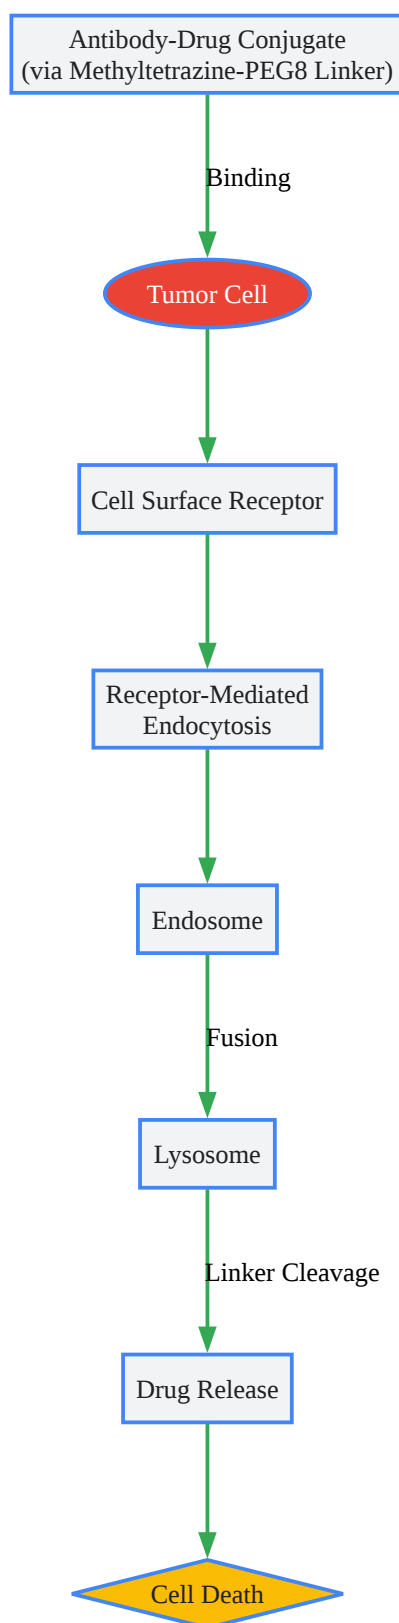 Antibody-Drug Conjugate
(via Methyltetrazine-PEG8 Linker)
Binding
Tumor Cell
Cell Surface Receptor
Receptor-Mediated
Endocytosis
Endosome
Fusion
Lysosome
Linker Cleavage
Drug Release
Cell Death